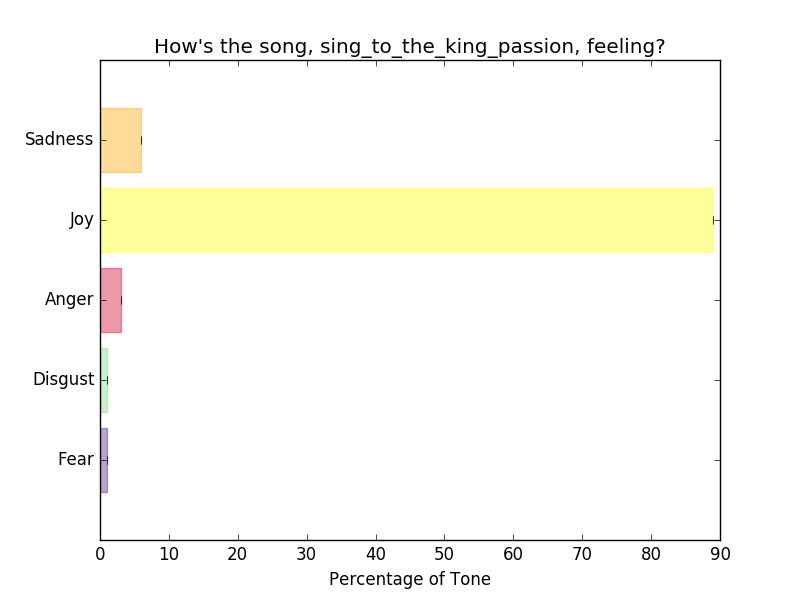 How's the song, sing_to_the_king_passion, feeling?
Sadness
Joy
Anger
Disgust
Fear
0 10 20 30 40 50 60 70 80 90
Percentage of Tone